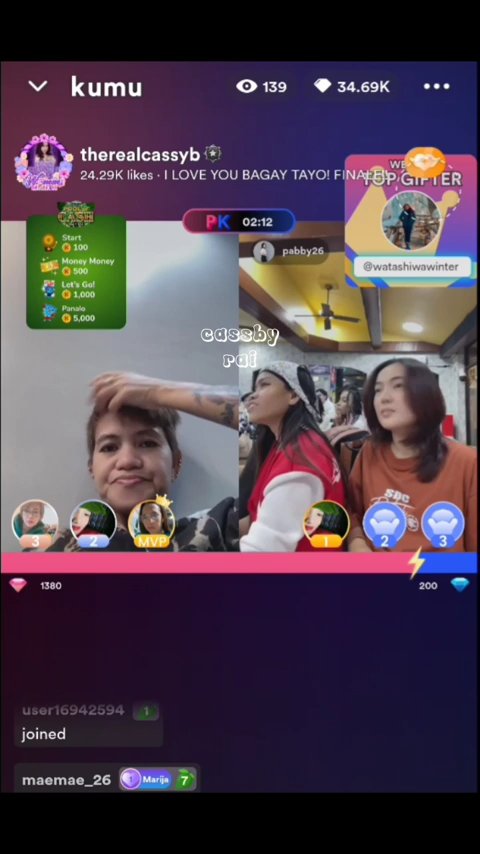 kumu
139
34.69K
therealcassyb
24.29K likes · I LOVE YOU BAGAY TAYO! FINALE!
TOP GIFTER
@watashiwawinter
PK 02:12
Start
100
Money Money
500
Let's Go!
1,000
Panalo
5,000
pabby26
cassby
rai
SBC
3
2
MVP
1
2
3
1380
200
user16942594 1
joined
maemae_26 1 Marija 7